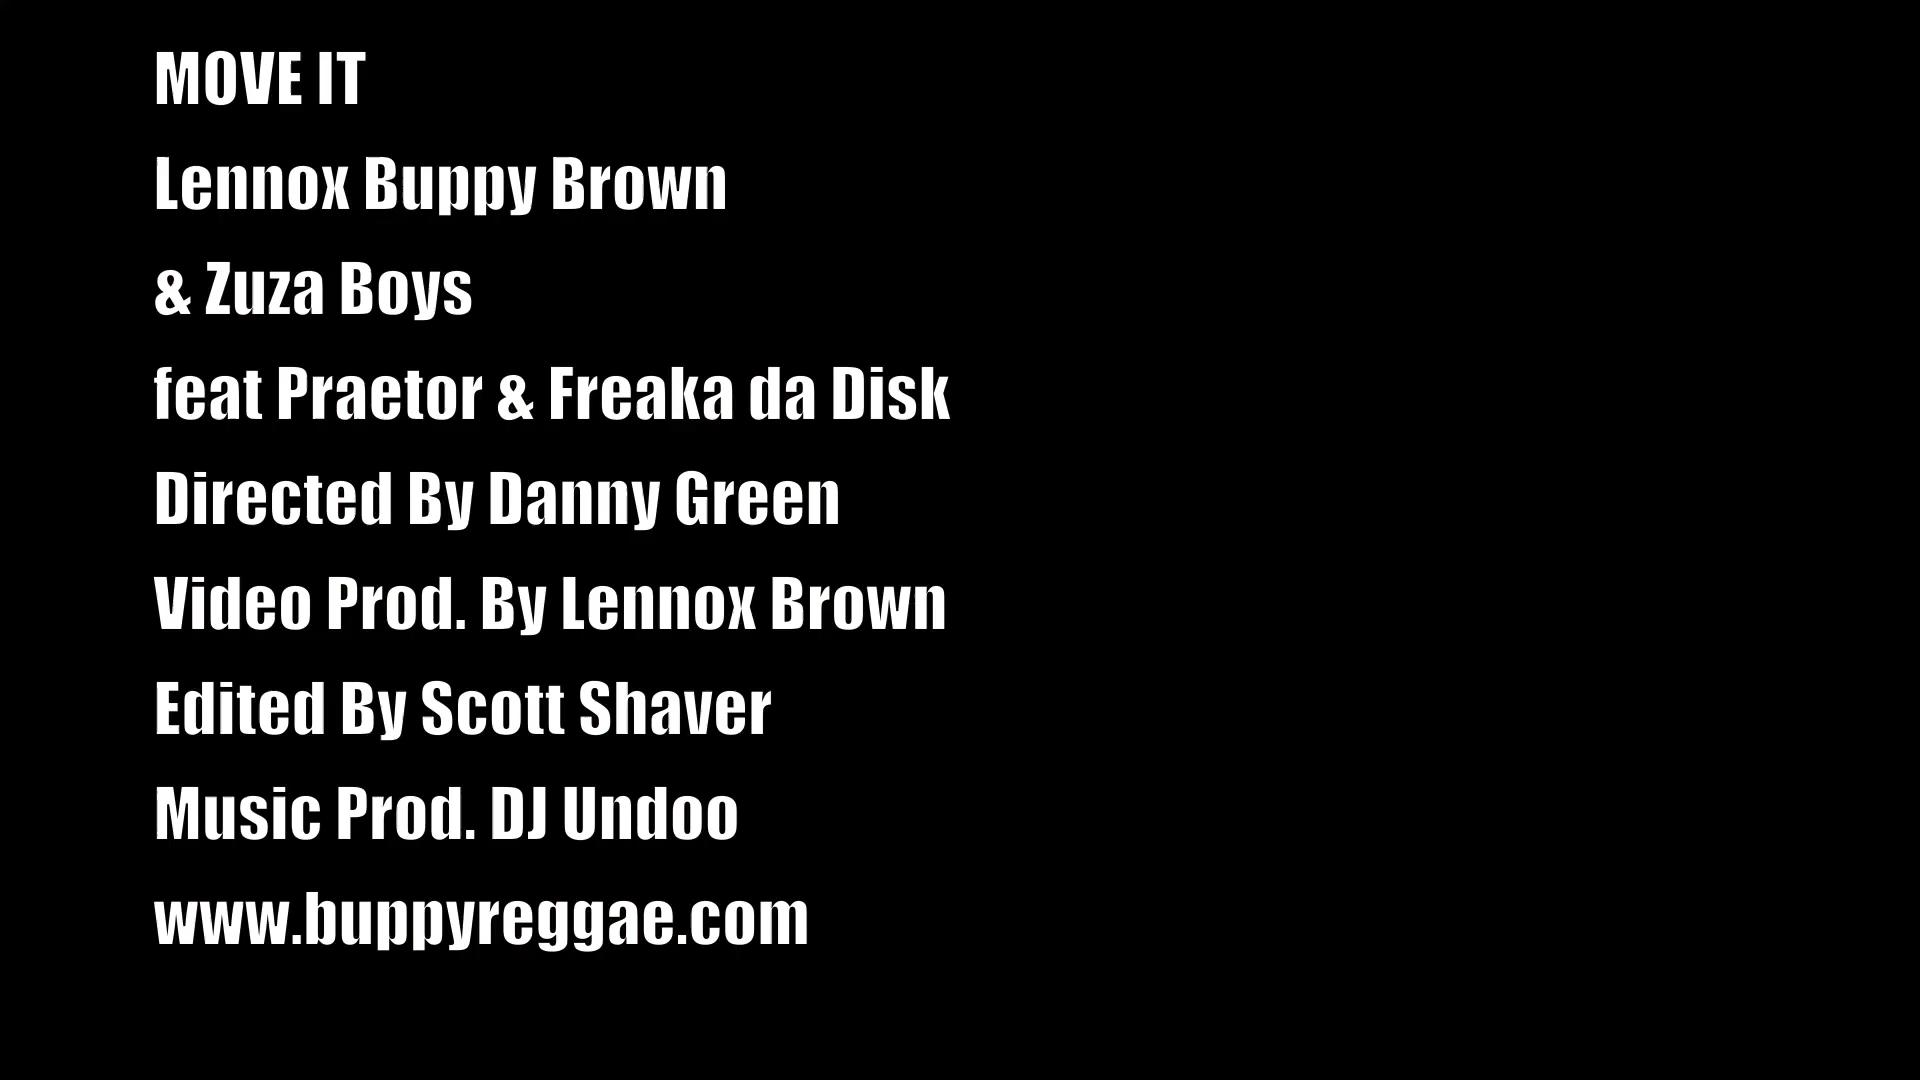 MOVE IT
Lennox Buppy Brown
& Zuza Boys
feat Praetor & Freaka da Disk
Directed By Danny Green
Video Prod. By Lennox Brown
Edited By Scott Shaver
Music Prod. DJ Undoo
www.buppyreggae.com